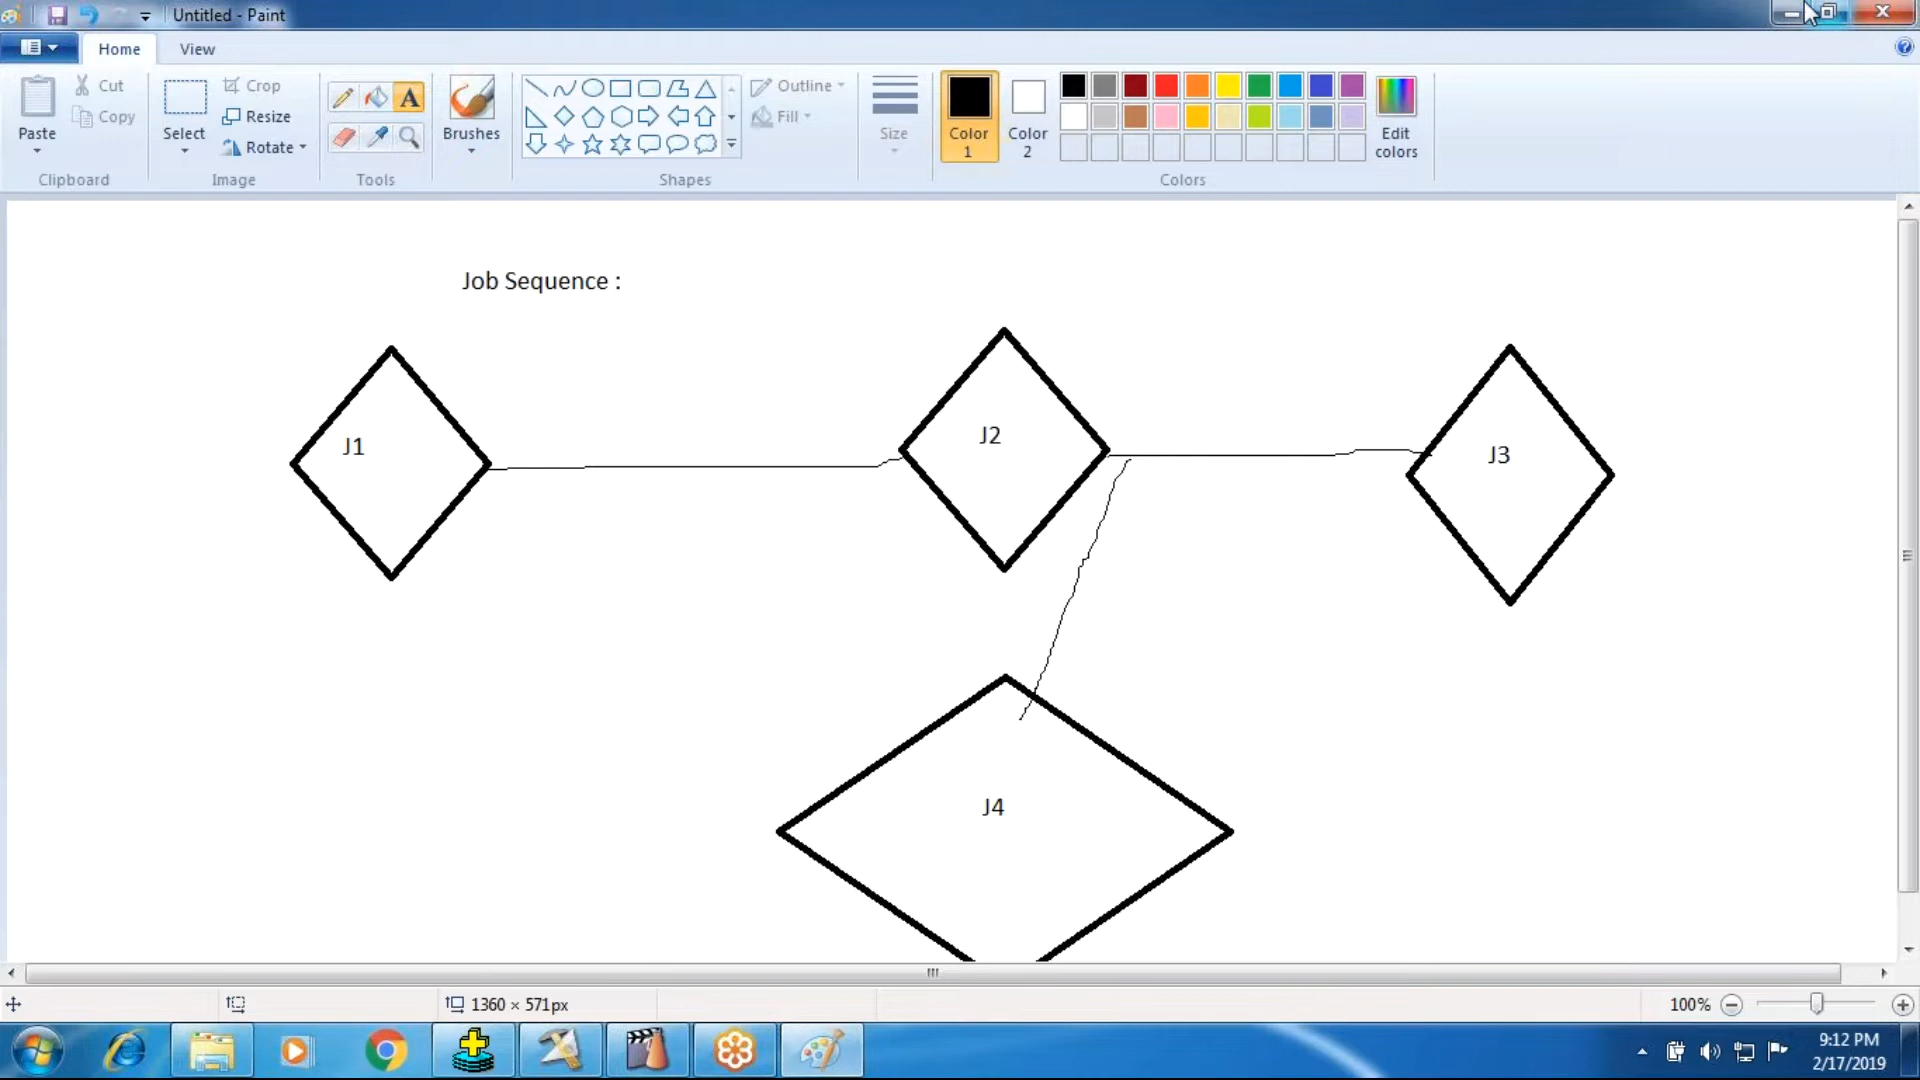 Untitled - Paint
Home View
Paste
Cut
Copy
Clipboard
Select
Crop
Resize
Rotate
Image
A
Tools
Brushes
Shapes
Outline
Fill
Size
Color 1
Color 2
Edit colors
Colors
Job Sequence :
J1
J2
J3
J4
1360 × 571px
100%
9:12 PM
2/17/2019